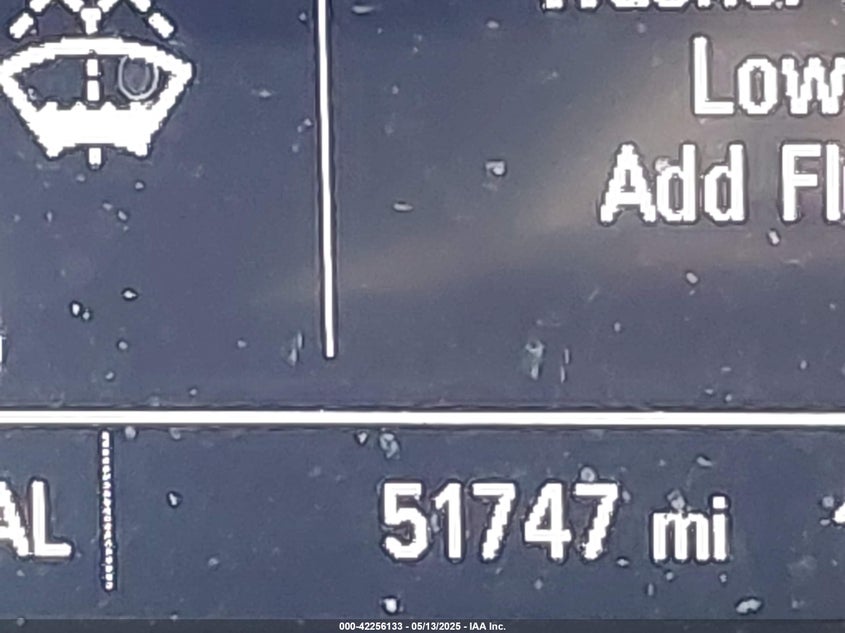 Low
Add Fl
AL
51747 mi
000-42256133 - 05/13/2025 - IAA Inc.